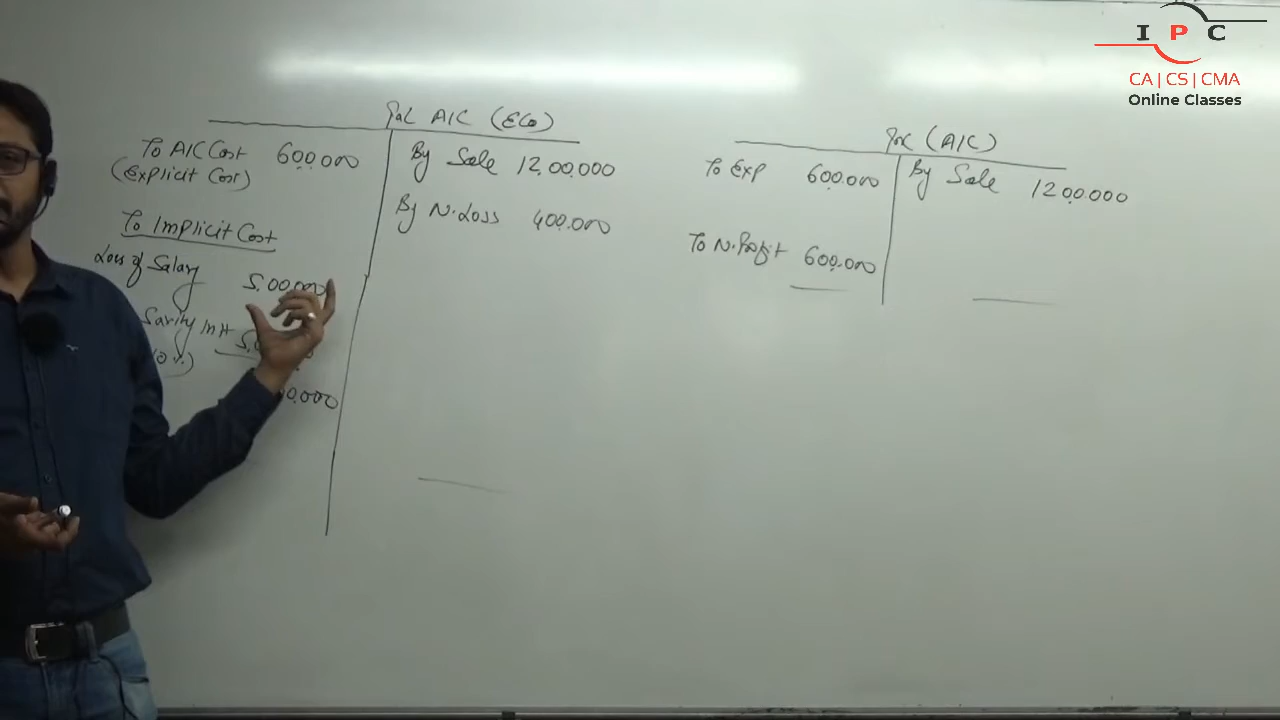 I P C
CA | CS | CMA
Online Classes
P&L A/C (ECO)
To A/C Cost 600,000
(Explicit Cost)
To Implicit Cost
Loss of Salary 5,00,000
Int
By Sale 12,00,000
By N. Loss 400,000
P&L (A/C)
To Exp 600,000
To N. Profit 600,000
By Sale 1200,000